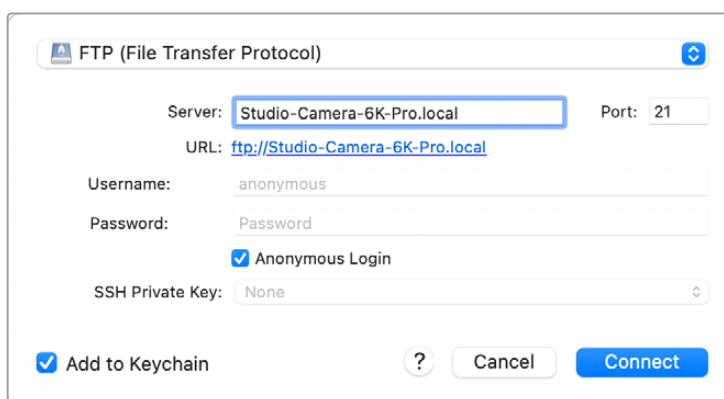 FTP (File Transfer Protocol)
Server: Studio-Camera-6K-Pro.local Port: 21
URL: ftp://Studio-Camera-6K-Pro.local
Username: anonymous
Password: Password
Anonymous Login
SSH Private Key: None
Add to Keychain ? Cancel Connect